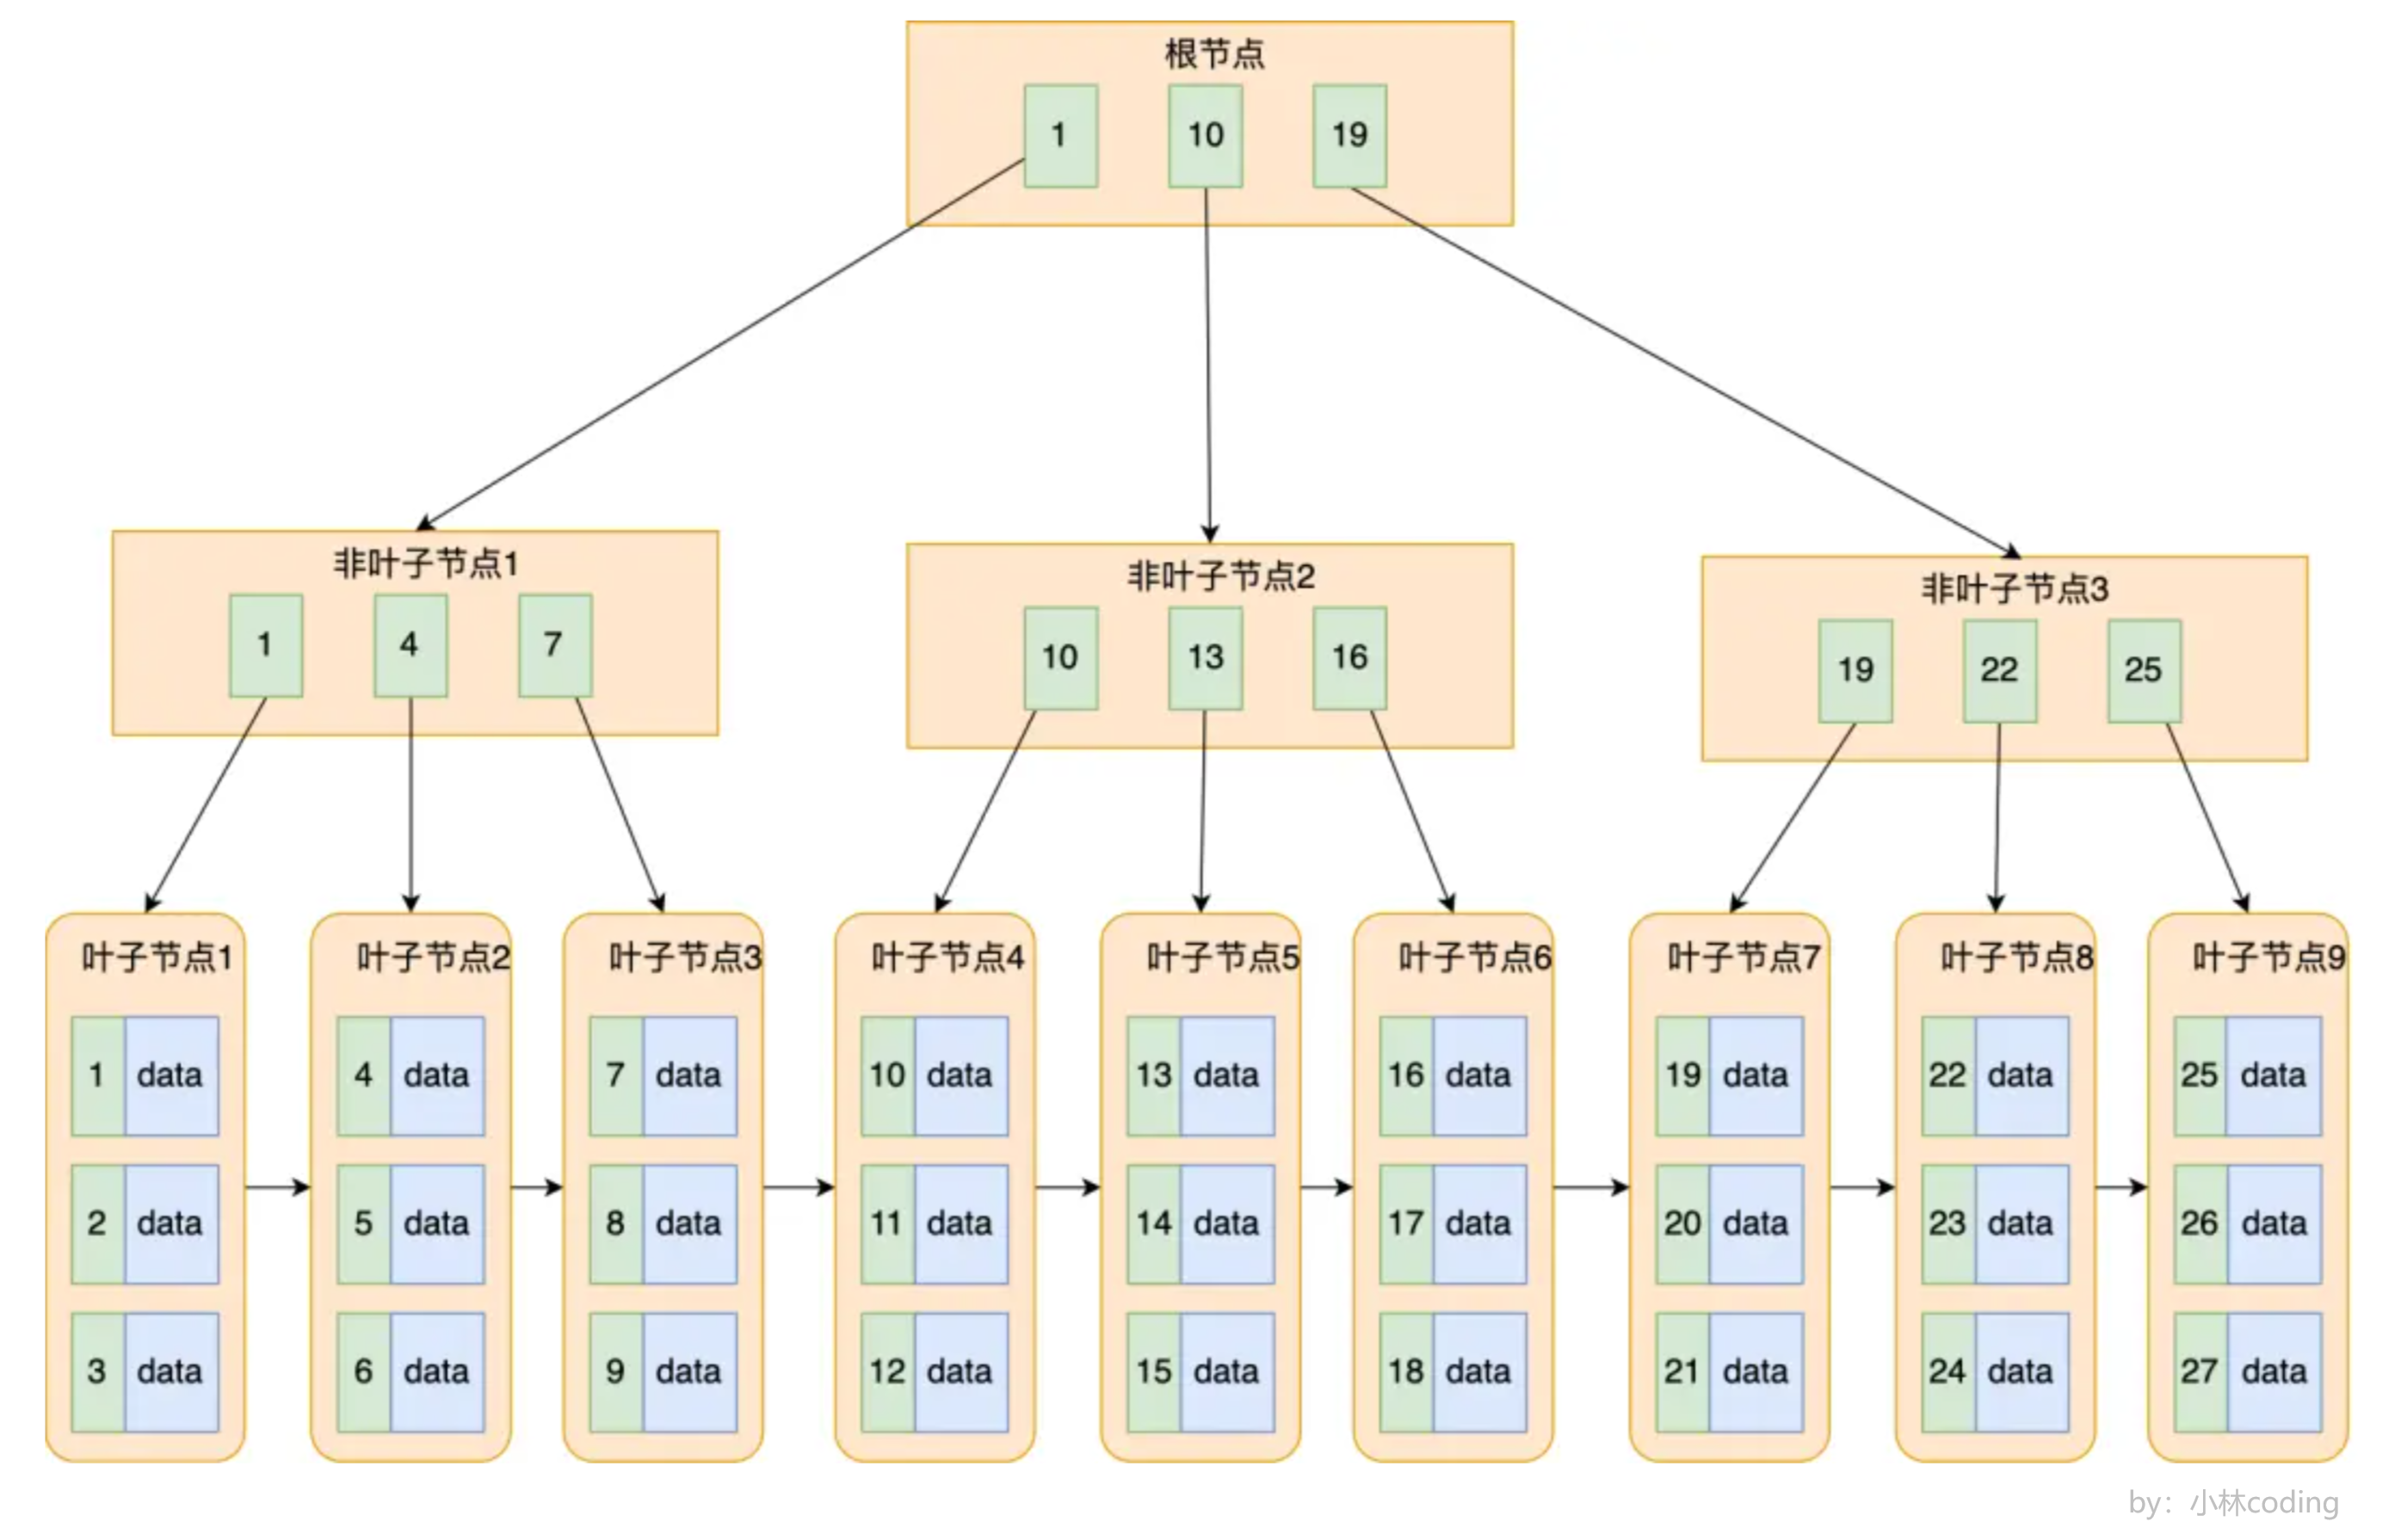 根节点
1 10 19
非叶子节点1
1 4 7
非叶子节点2
10 13 16
非叶子节点3
19 22 25
叶子节点1
1 data
2 data
3 data
叶子节点2
4 data
5 data
6 data
叶子节点3
7 data
8 data
9 data
叶子节点4
10 data
11 data
12 data
叶子节点5
13 data
14 data
15 data
叶子节点6
16 data
17 data
18 data
叶子节点7
19 data
20 data
21 data
叶子节点8
22 data
23 data
24 data
叶子节点9
25 data
26 data
27 data
by：小林coding